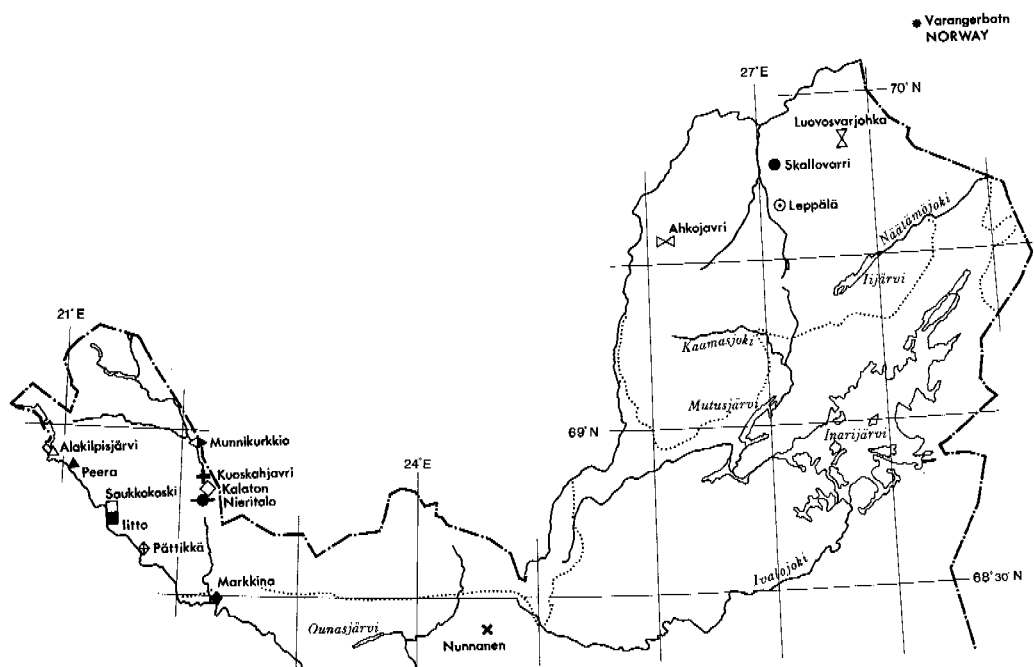 Varangerbotn
NORWAY
27°E
70°N
Luovosvarjohka
Skallovarri
Leppälä
Näätämöjoki
Ahkojavri
Iijärvi
21°E
Kaamasjoki
Mutusjärvi
Munnikurkkio
69°N
Inarijärvi
Alakilpisjärvi
24°E
Peera
Kuoskahjavri
Kalaton
Saukkokoski
Nieritalo
Iitto
Pättikkä
Ivalojoki
68°30'N
Markkina
Ounasjärvi
Nunnanen